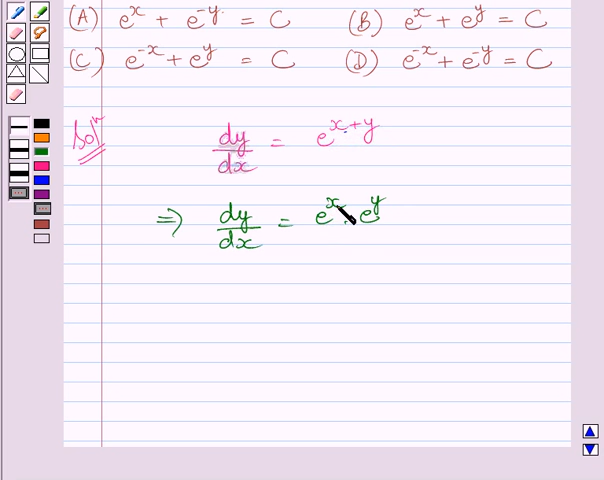 (A) e^x + e^-y = C (B) e^x + e^y = C
(C) e^-x + e^y = C (D) e^-x + e^-y = C
Sol^n dy/dx = e^x+y
⇒ dy/dx = e^x · e^y